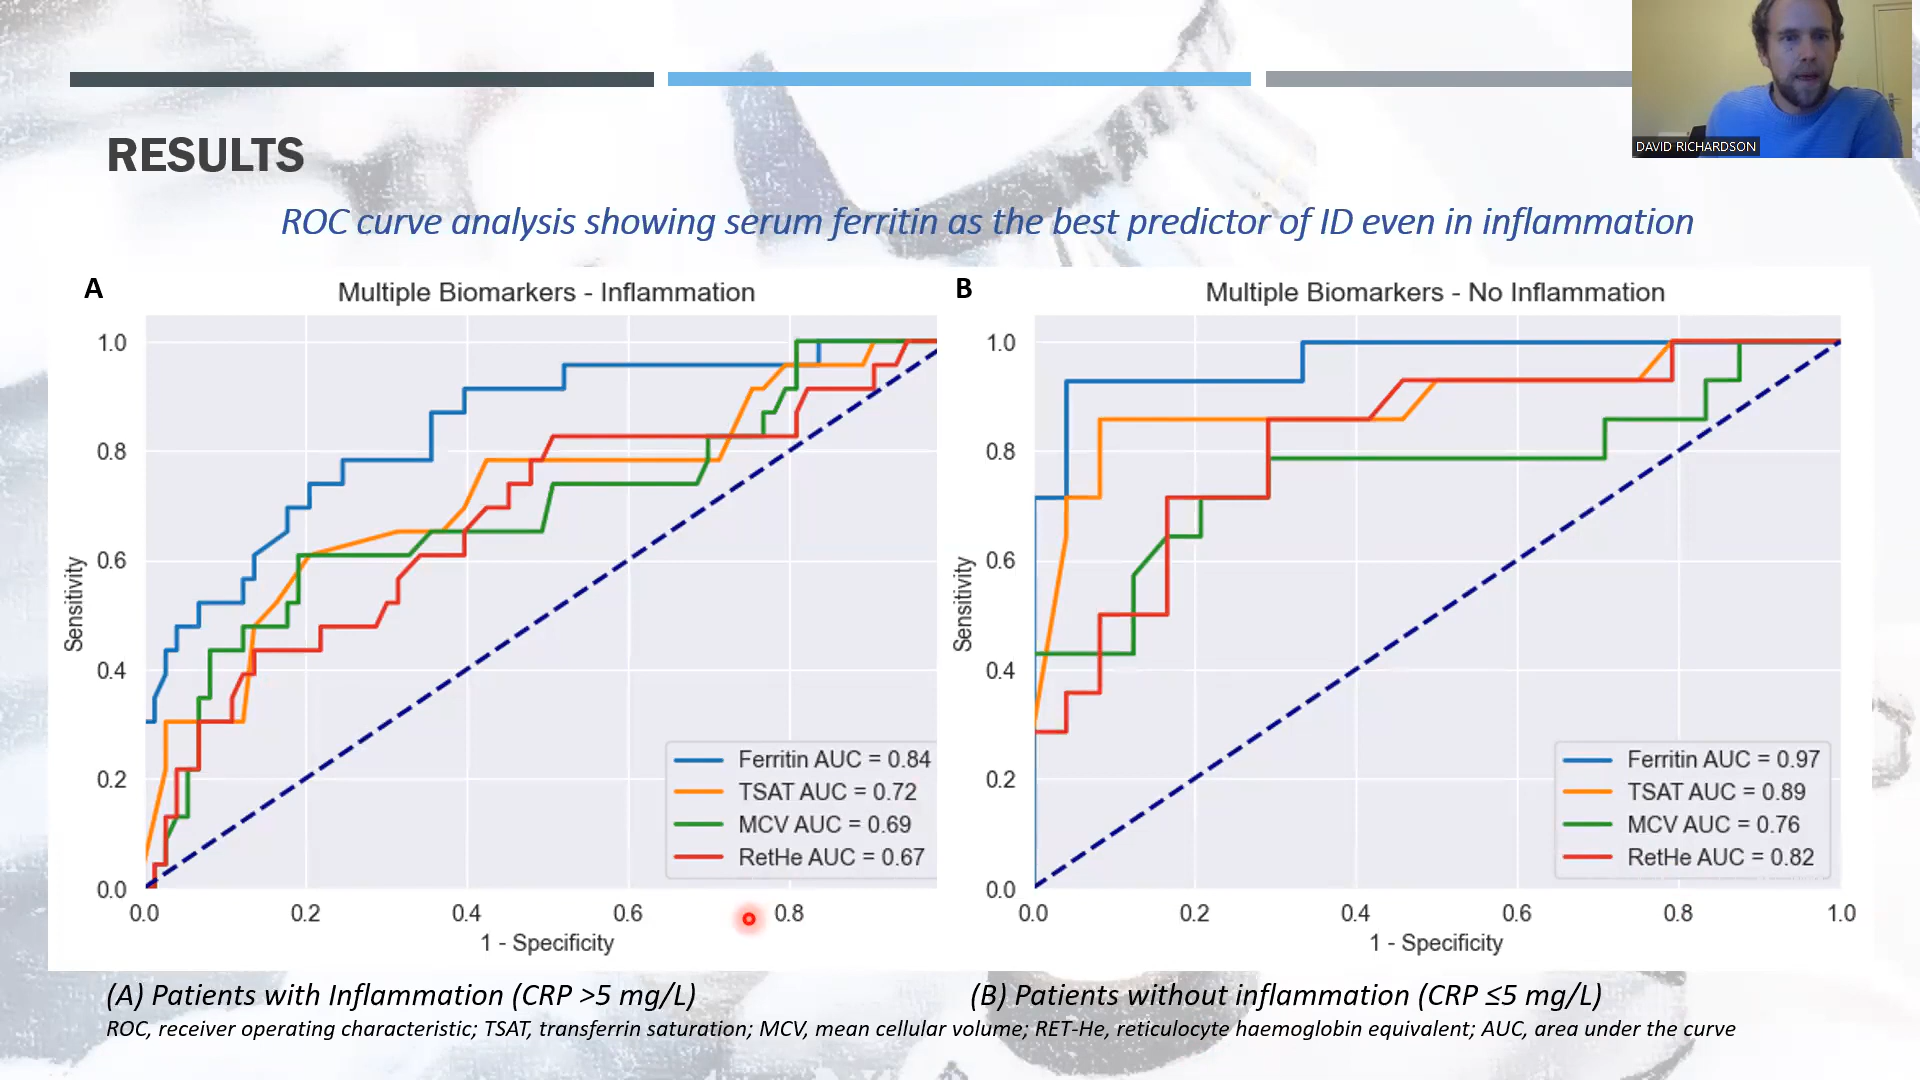 DAVID RICHARDSON
RESULTS
ROC curve analysis showing serum ferritin as the best predictor of ID even in inflammation
A
Multiple Biomarkers - Inflammation
1.0
0.8
0.6
0.4
0.2
0.0
Sensitivity
Ferritin AUC = 0.84
TSAT AUC = 0.72
MCV AUC = 0.69
RetHe AUC = 0.67
0.0 0.2 0.4 0.6 0.8
1 - Specificity
B
Multiple Biomarkers - No Inflammation
1.0
0.8
0.6
0.4
0.2
0.0
Sensitivity
Ferritin AUC = 0.97
TSAT AUC = 0.89
MCV AUC = 0.76
RetHe AUC = 0.82
0.0 0.2 0.4 0.6 0.8 1.0
1 - Specificity
(A) Patients with Inflammation (CRP >5 mg/L)
(B) Patients without inflammation (CRP ≤5 mg/L)
ROC, receiver operating characteristic; TSAT, transferrin saturation; MCV, mean cellular volume; RET-He, reticulocyte haemoglobin equivalent; AUC, area under the curve